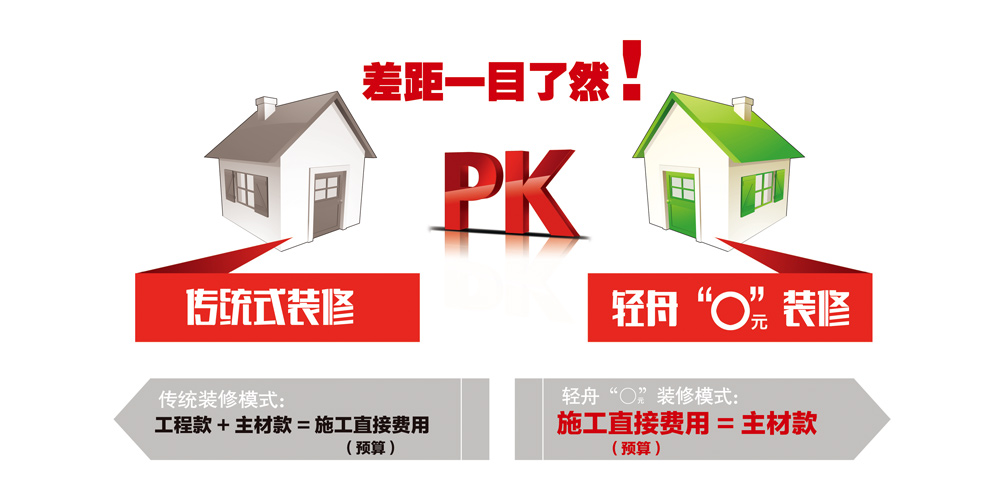 差距一目了然！
PK
传统式装修
轻舟“〇”元 装修
传统装修模式:
工程款 + 主材款 = 施工直接费用
（预算）
轻舟“〇”元 装修模式:
施工直接费用 = 主材款
（预算）